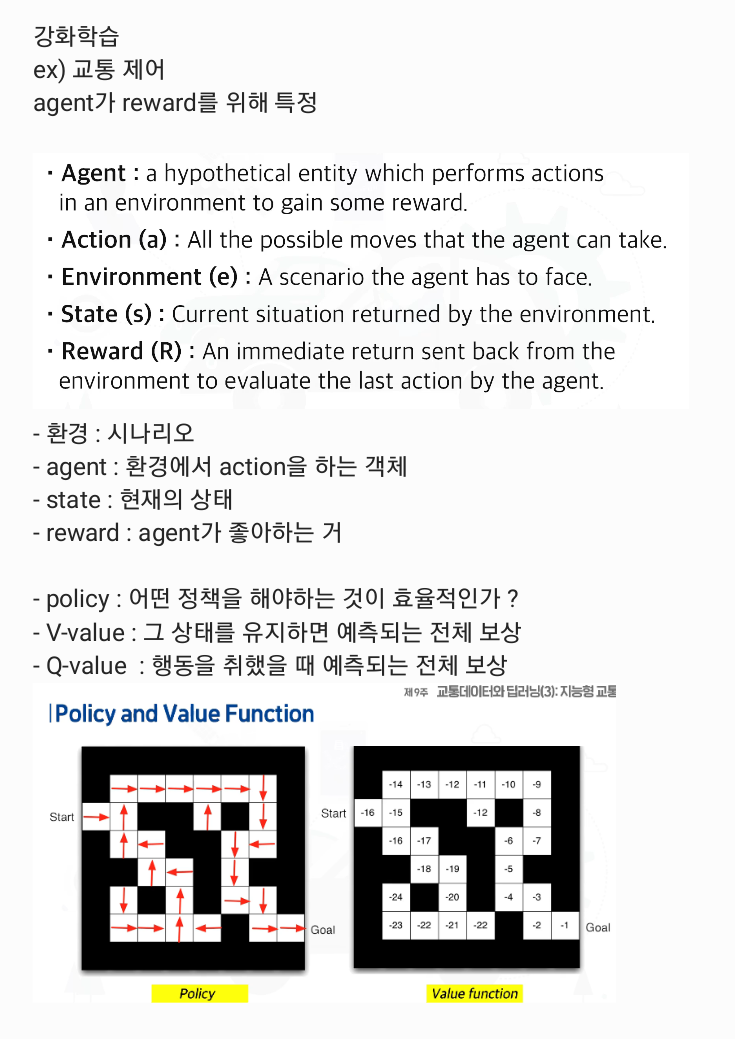 강화학습
ex) 교통 제어
agent가 reward를 위해 특정
· Agent : a hypothetical entity which performs actions
in an environment to gain some reward.
· Action (a) : All the possible moves that the agent can take.
· Environment (e) : A scenario the agent has to face.
· State (s) : Current situation returned by the environment.
· Reward (R) : An immediate return sent back from the
environment to evaluate the last action by the agent.
- 환경 : 시나리오
- agent : 환경에서 action을 하는 객체
- state : 현재의 상태
- reward : agent가 좋아하는 거
- policy : 어떤 정책을 해야하는 것이 효율적인가 ?
- V-value : 그 상태를 유지하면 예측되는 전체 보상
- Q-value : 행동을 취했을 때 예측되는 전체 보상
제9주 교통데이터와 딥러닝(3): 지능형 교통
Policy and Value Function
Start
Goal
Policy
-14 -13 -12 -11 -10 -9
Start -16 -15 -12 -8
-16 -17 -6 -7
-18 -19 -5
-24 -20 -4 -3
-23 -22 -21 -22 -2 -1 Goal
Value function